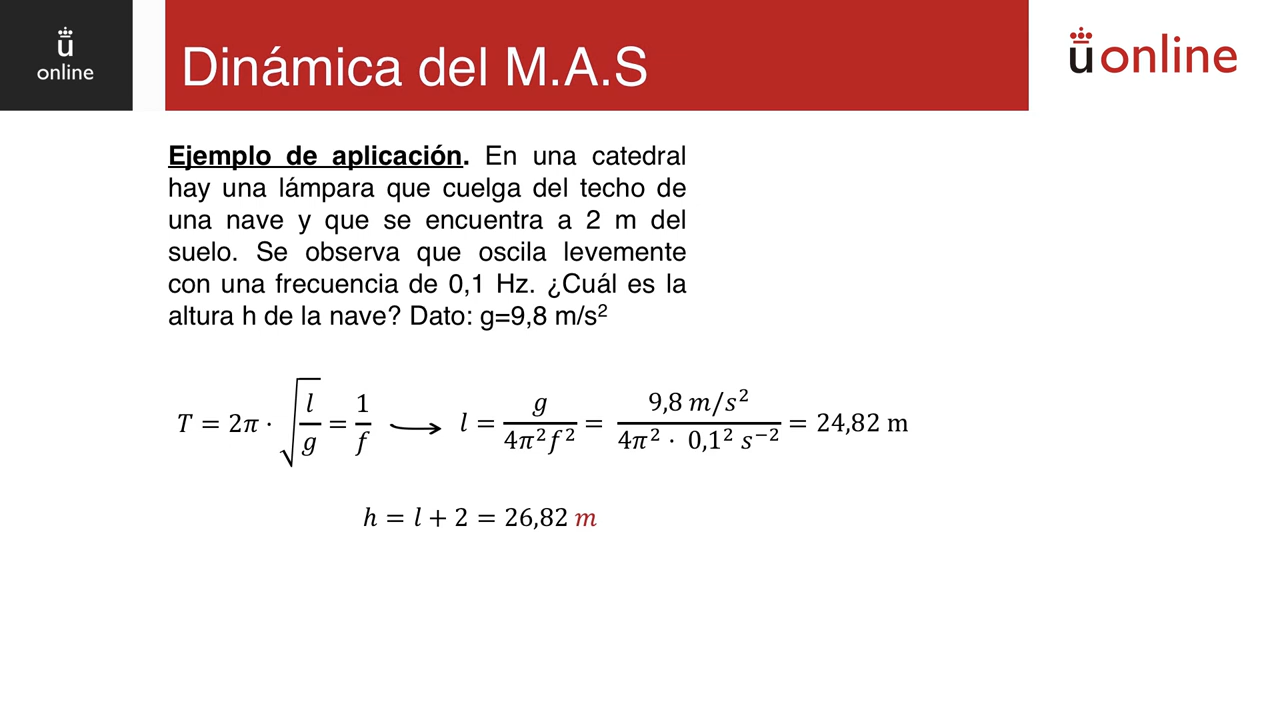 ü
online
Dinámica del M.A.S
üonline
Ejemplo de aplicación. En una catedral
hay una lámpara que cuelga del techo de
una nave y que se encuentra a 2 m del
suelo. Se observa que oscila levemente
con una frecuencia de 0,1 Hz. ¿Cuál es la
altura h de la nave? Dato: g=9,8 m/s²
T = 2π · √(l/g) = 1/f → l = g/(4π²f²) = (9,8 m/s²)/(4π² · 0,1² s⁻²) = 24,82 m
h = l + 2 = 26,82 m